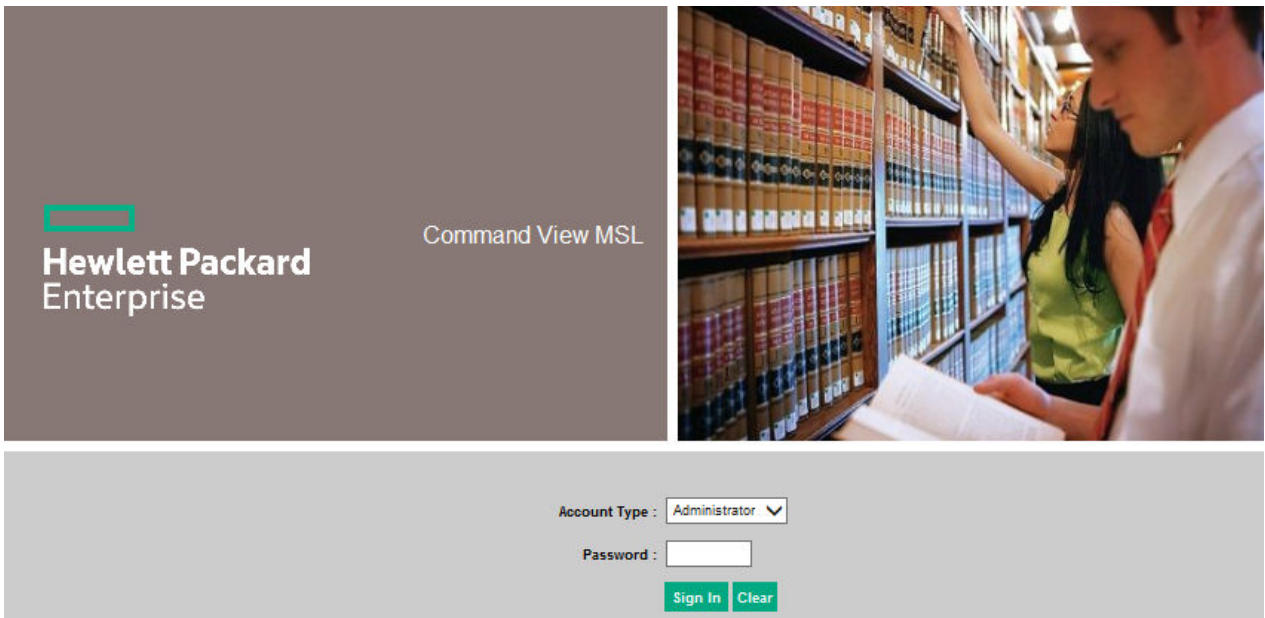 Hewlett Packard
Enterprise
Command View MSL
Account Type : Administrator
Password :
Sign In Clear